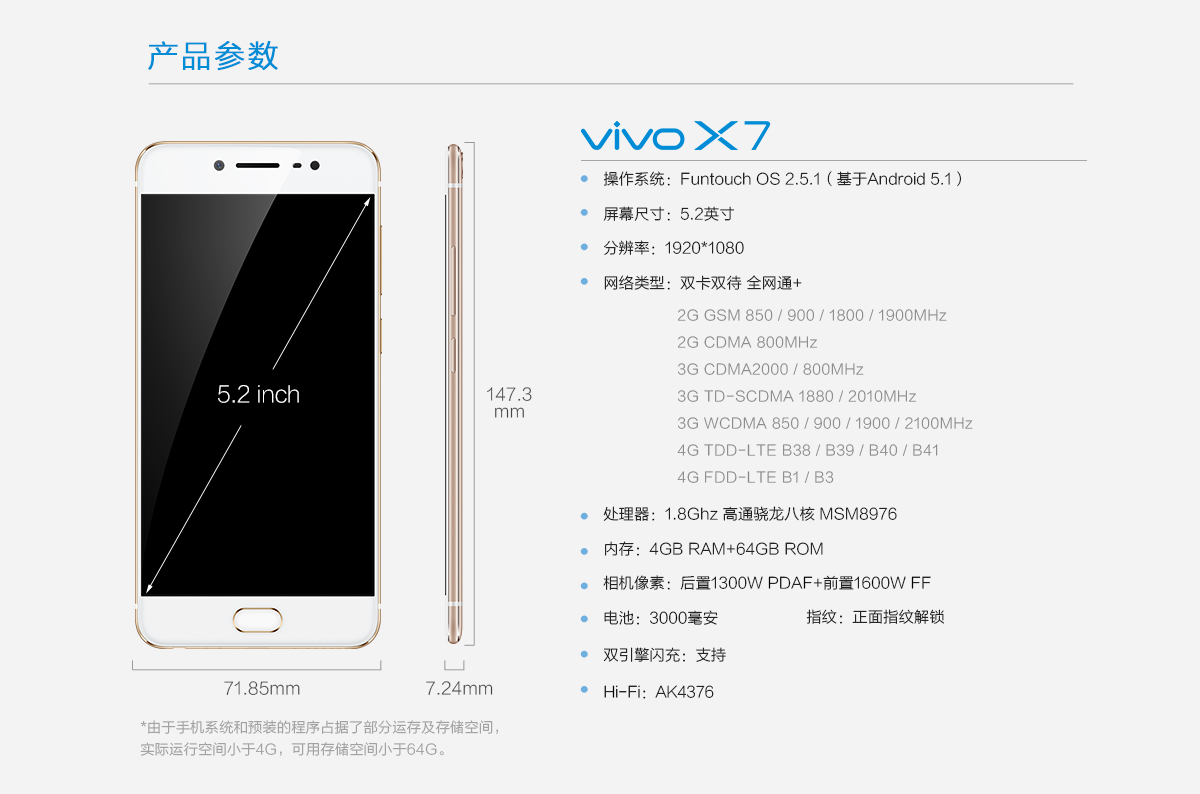 产品参数
vivo X7
操作系统：Funtouch OS 2.5.1（基于Android 5.1）
屏幕尺寸：5.2英寸
分辨率：1920*1080
网络类型：双卡双待 全网通+
2G GSM 850 / 900 / 1800 / 1900MHz
2G CDMA 800MHz
3G CDMA2000 / 800MHz
3G TD-SCDMA 1880 / 2010MHz
3G WCDMA 850 / 900 / 1900 / 2100MHz
4G TDD-LTE B38 / B39 / B40 / B41
4G FDD-LTE B1 / B3
处理器：1.8Ghz 高通骁龙八核 MSM8976
内存：4GB RAM+64GB ROM
相机像素：后置1300W PDAF+前置1600W FF
电池：3000毫安 指纹：正面指纹解锁
双引擎闪充：支持
Hi-Fi：AK4376
5.2 inch
147.3
mm
71.85mm
7.24mm
*由于手机系统和预装的程序占据了部分运存及存储空间，
实际运行空间小于4G，可用存储空间小于64G。